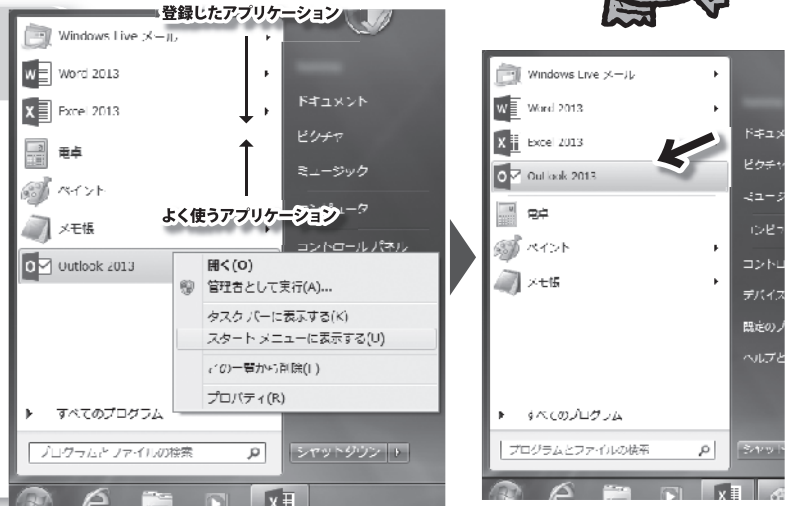 登録したアプリケーション
Windows Live メール
Word 2013
Excel 2013
電卓
ペイント
メモ帳
Outlook 2013
よく使うアプリケーション
ドキュメント
ピクチャ
ミュージック
コントロール パネル
開く(O)
管理者として実行(A)...
タスク バーに表示する(K)
スタート メニューに表示する(U)
この一覧から削除(F)
プロパティ(R)
すべてのプログラム
プログラムとファイルの検索
シャットダウン
Windows Live メール
Word 2013
Excel 2013
Outlook 2013
電卓
ペイント
メモ帳
すべてのプログラム
プログラムとファイルの検索
ドキュメ
ピクチャ
ミュージ
コンピュ
コントロ
デバイス
既定のプ
ヘルプと
シャット